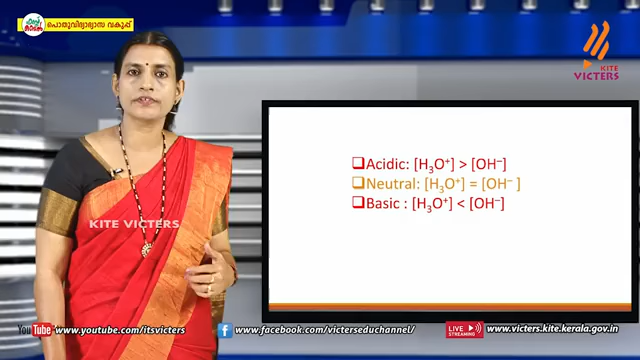 പൊതുവിദ്യാഭ്യാസ വകുപ്പ്
KITE
VICTERS
❑Acidic: [H₃O⁺] > [OH⁻]
❑Neutral: [H₃O⁺] = [OH⁻ ]
❑Basic : [H₃O⁺] < [OH⁻]
KITE VICTERS
YouTube www.youtube.com/itsvicters
f www.facebook.com/victerseduchannel/
LIVE STREAMING www.victers.kite.kerala.gov.in